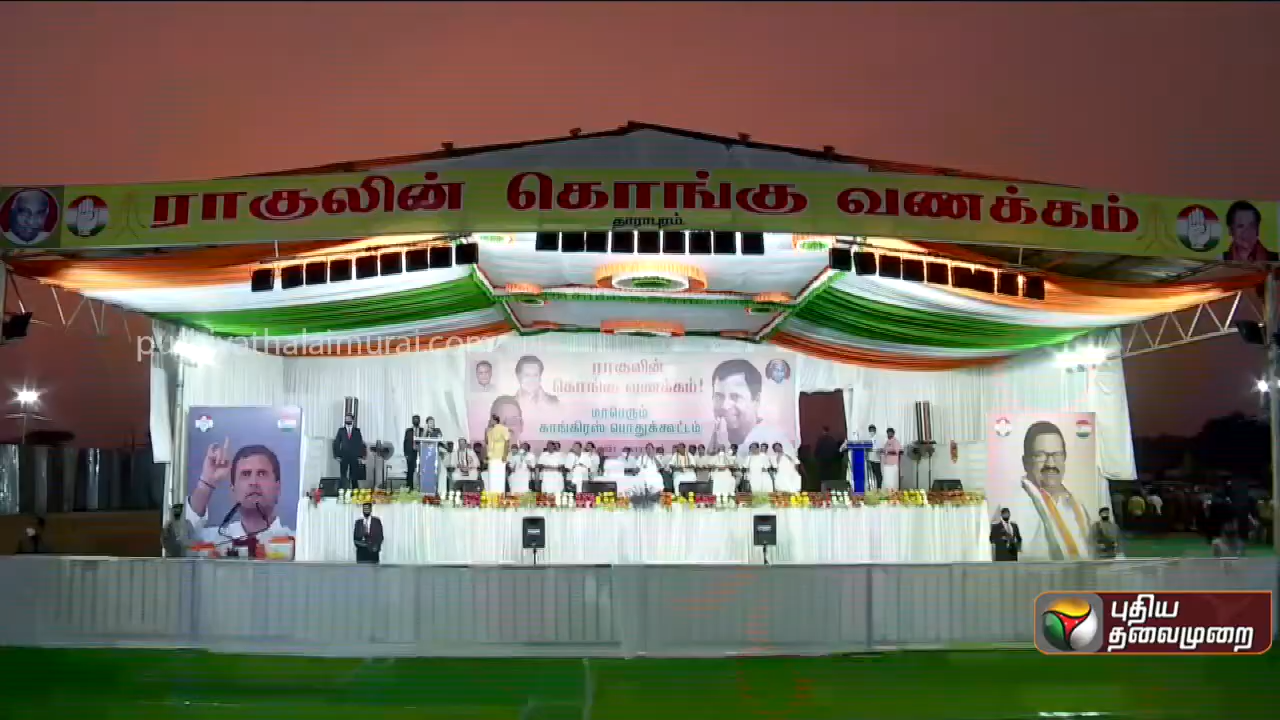 ராகுலின் கொங்கு வணக்கம்
தாராபுரம்
puthiyathalaimurai.com
ராகுலின்
கொங்கு வணக்கம்!
மாபெரும்
காங்கிரஸ் பொதுக்கூட்டம்
புதிய
தலைமுறை